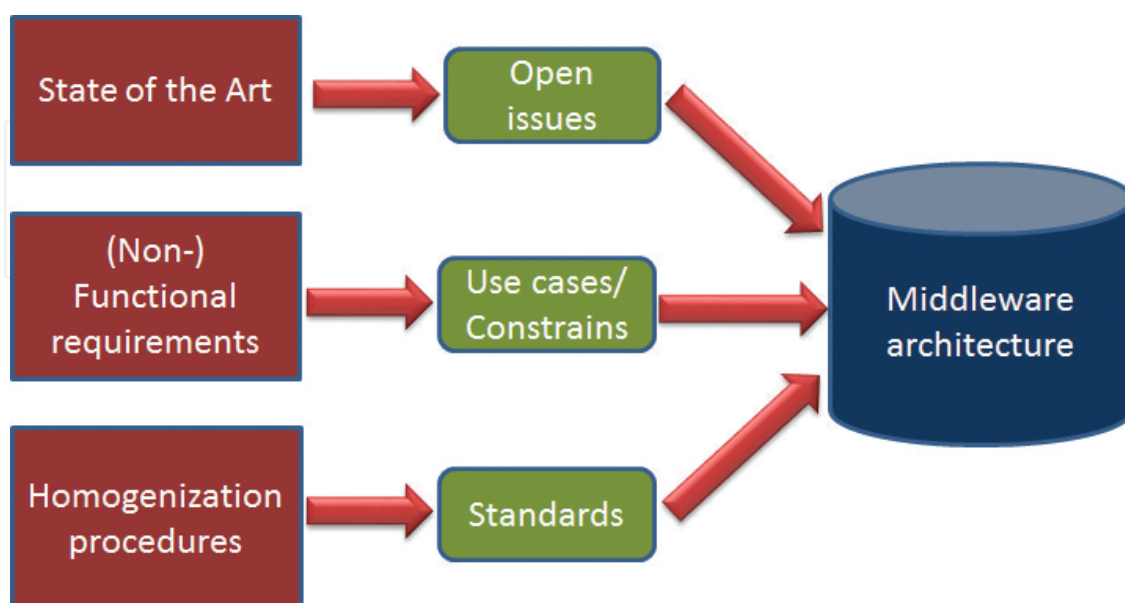 State of the Art
Open
issues
(Non-)
Functional
requirements
Use cases/
Constrains
Middleware
architecture
Homogenization
procedures
Standards